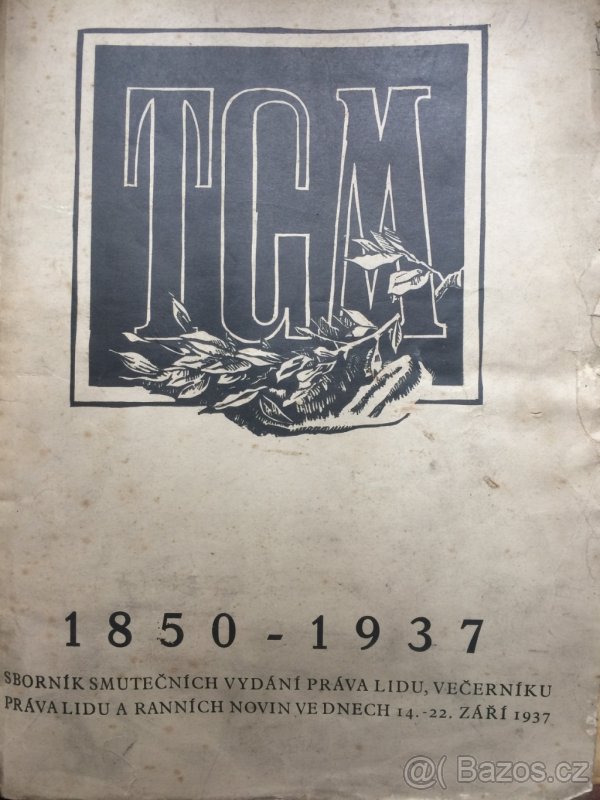 TGM
1850 - 1937
SBORNÍK SMUTEČNÍCH VYDÁNÍ PRÁVA LIDU, VEČERNÍKU
PRÁVA LIDU A RANNÍCH NOVIN VE DNECH 14.-22. ZÁŘÍ 1937
@( Bazos.cz